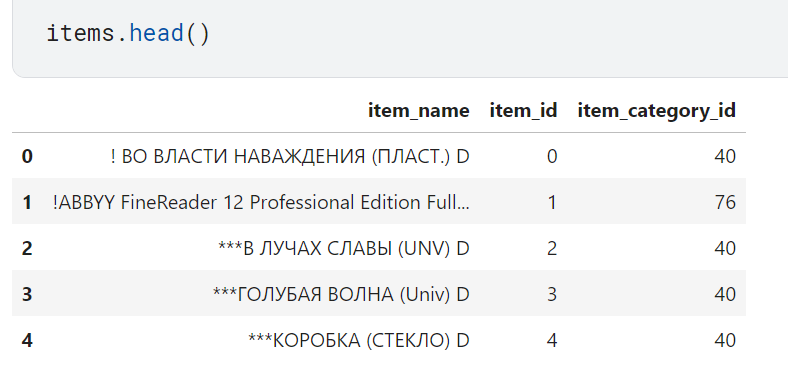 items.head()
item_name item_id item_category_id
0 ! ВО ВЛАСТИ НАВАЖДЕНИЯ (ПЛАСТ.) D 0 40
1 !ABBYY FineReader 12 Professional Edition Full... 1 76
2 ***В ЛУЧАХ СЛАВЫ (UNV) D 2 40
3 ***ГОЛУБАЯ ВОЛНА (Univ) D 3 40
4 ***КОРОБКА (СТЕКЛО) D 4 40